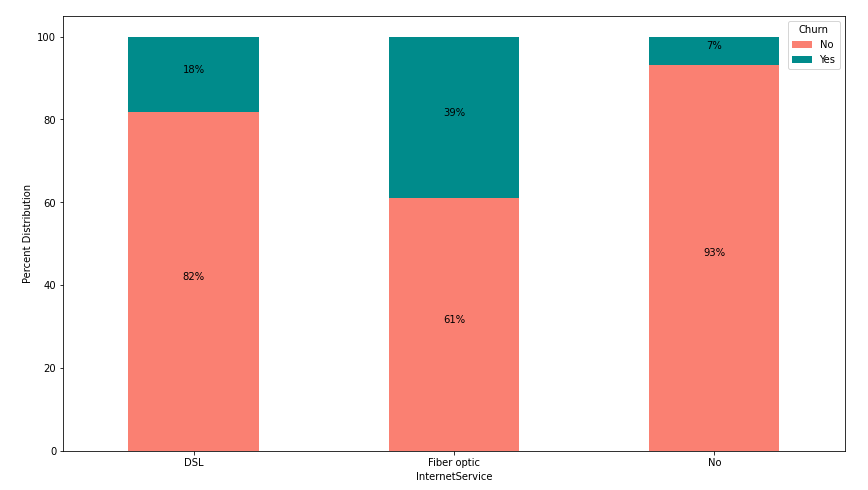 Churn
No
Yes
100
80
60
40
20
0
Percent Distribution
18%
39%
7%
82%
61%
93%
DSL
Fiber optic
No
InternetService